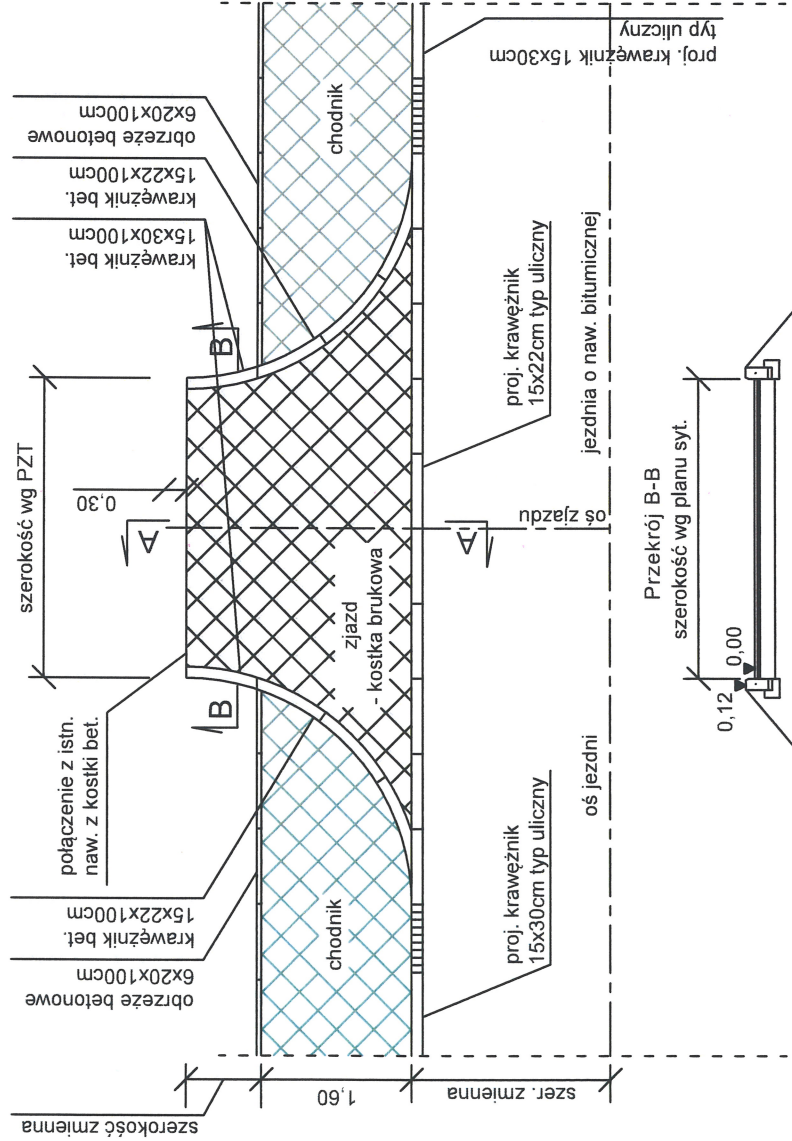 szerokość zmienna
obrzeże betonowe
6x20x100cm
krawężnik bet.
15x22x100cm
połączenie z istn.
naw. z kostki bet.
szerokość wg PZT
0,30
krawężnik bet.
15x30x100cm
krawężnik bet.
15x22x100cm
obrzeże betonowe
6x20x100cm
A
B
B
A
chodnik
zjazd
- kostka brukowa
chodnik
1,60
szer. zmienna
proj. krawężnik
15x30cm typ uliczny
oś jezdni
oś zjazdu
proj. krawężnik
15x22cm typ uliczny
jezdnia o naw. bitumicznej
proj. krawężnik 15x30cm
typ uliczny
Przekrój B-B
szerokość wg planu syt.
0,12
0,00